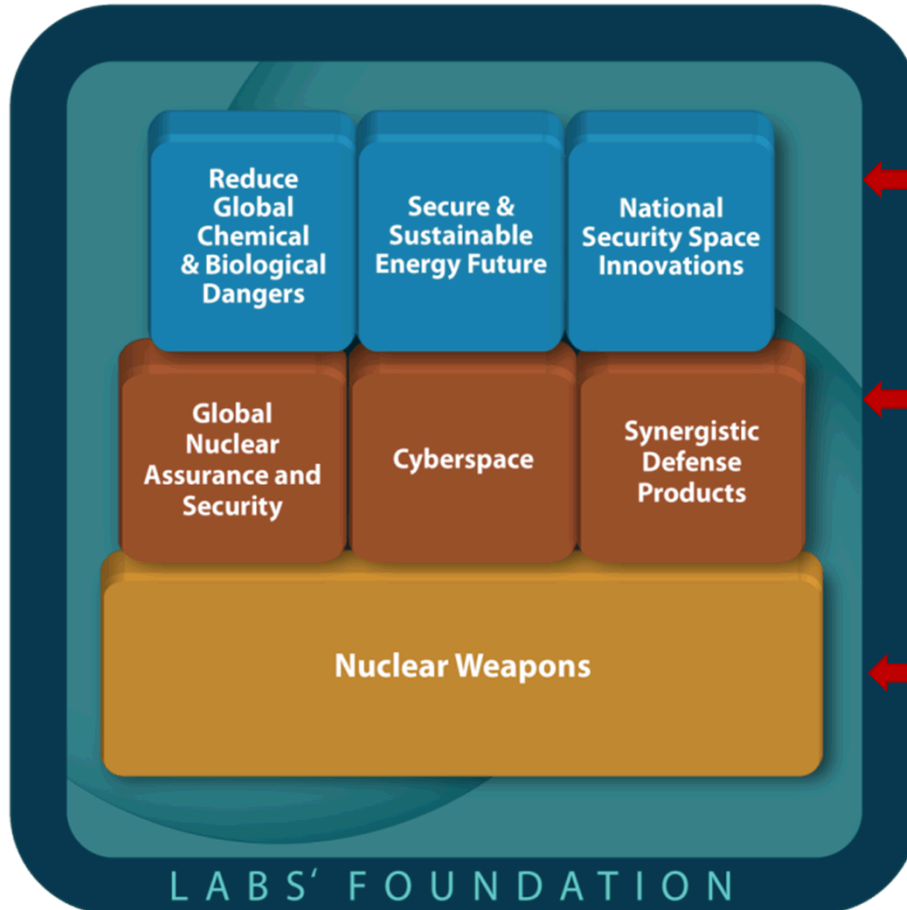 Reduce
Global
Chemical
& Biological
Dangers
Secure &
Sustainable
Energy Future
National
Security Space
Innovations
Global
Nuclear
Assurance and
Security
Cyberspace
Synergistic
Defense
Products
Nuclear Weapons
LABS‘ FOUNDATION